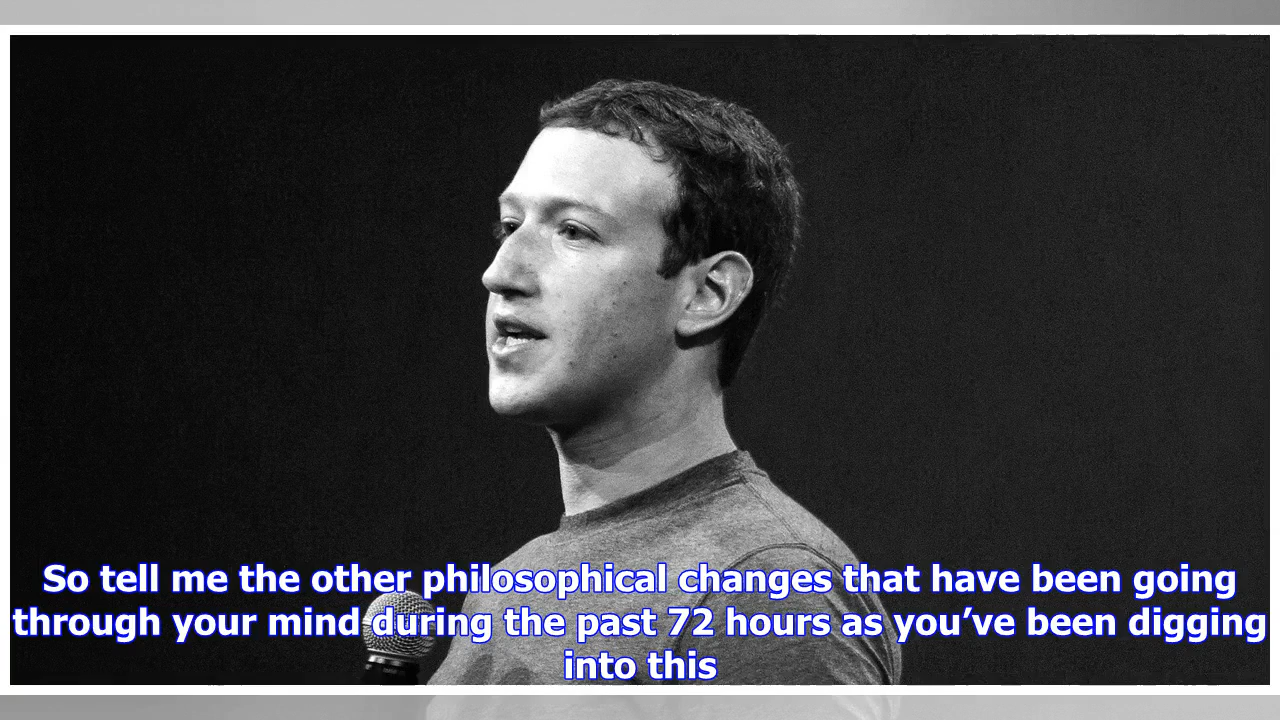 So tell me the other philosophical changes that have been going
through your mind during the past 72 hours as you’ve been digging
into this